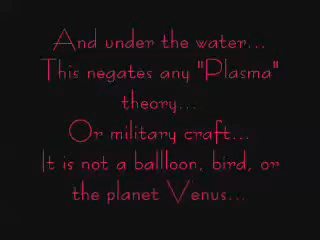 And under the water...
This negates any "Plasma"
theory...
Or military craft...
It is not a ballloon, bird, or
the planet Venus...